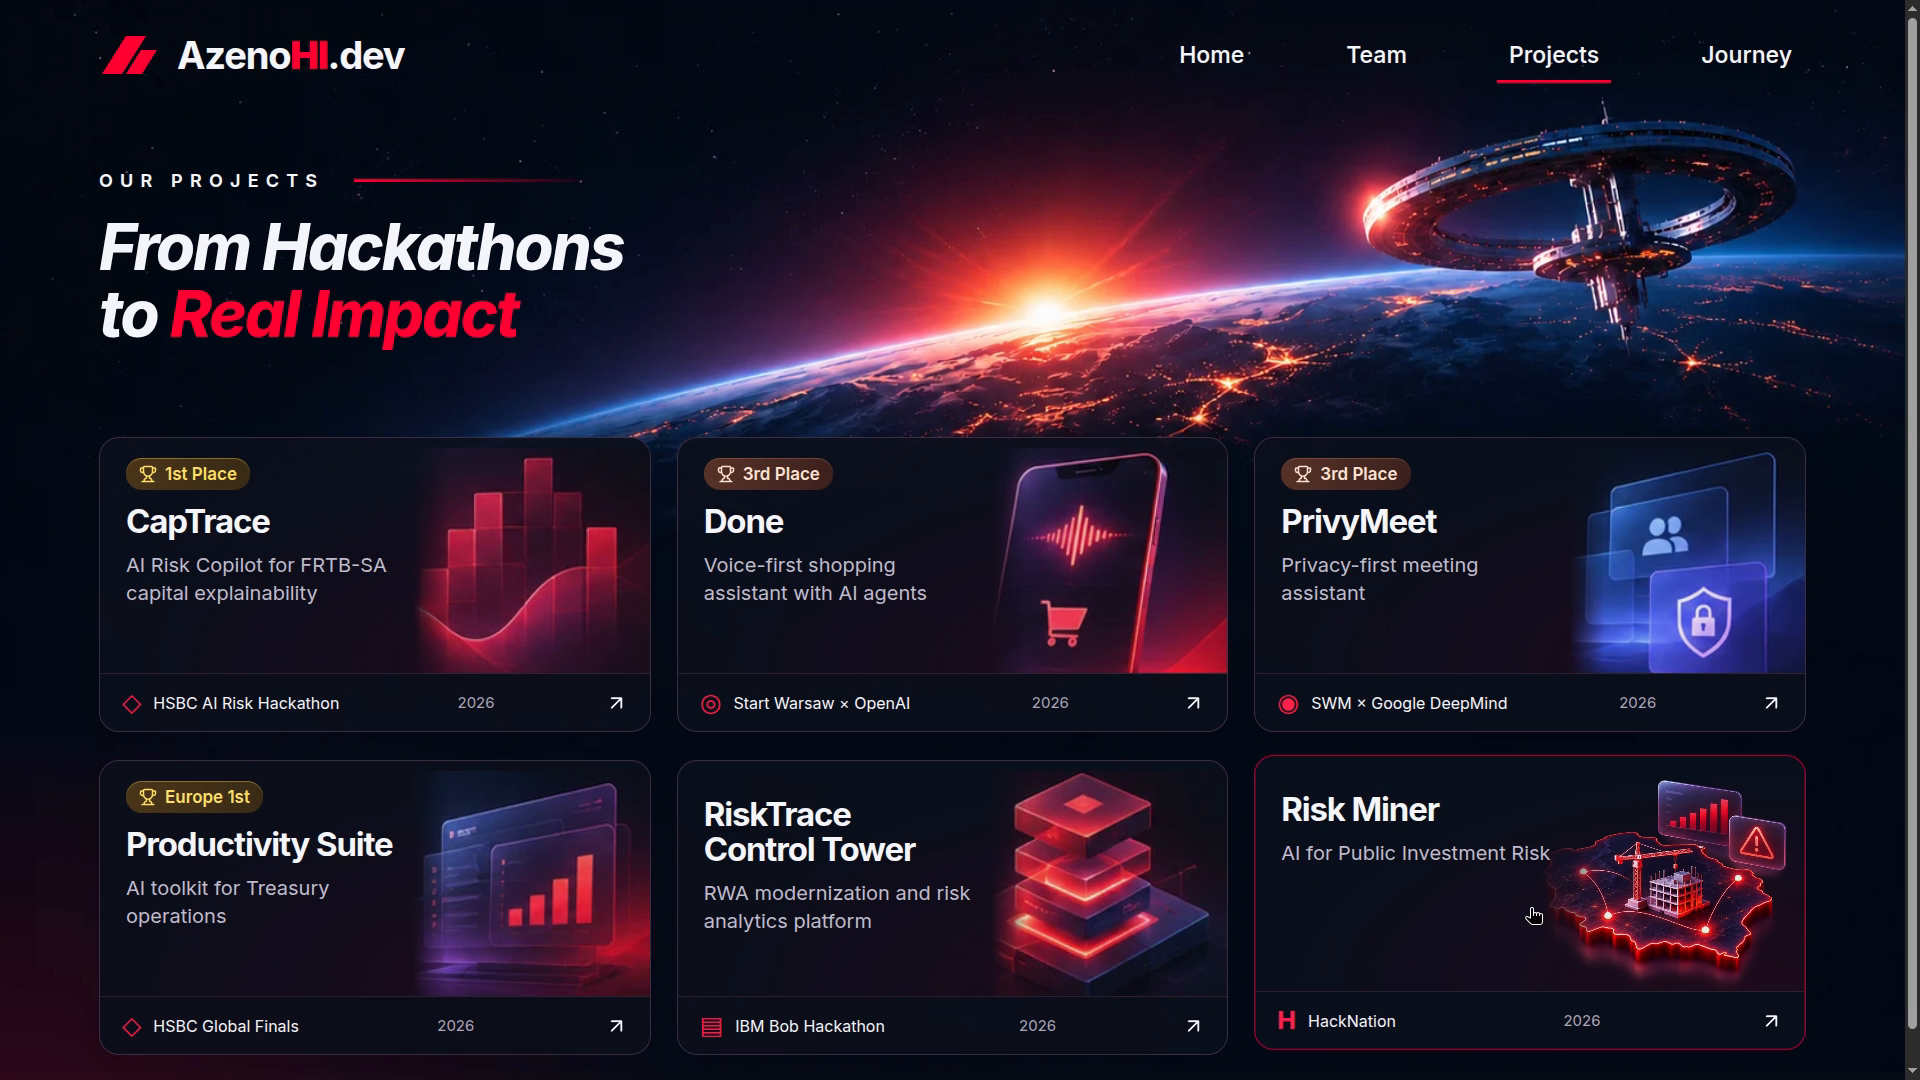 AzenoHI.dev
Home
Team
Projects
Journey
OUR PROJECTS
From Hackathons
to Real Impact
1st Place
CapTrace
AI Risk Copilot for FRTB-SA
capital explainability
HSBC AI Risk Hackathon
2026
3rd Place
Done
Voice-first shopping
assistant with AI agents
Start Warsaw × OpenAI
2026
3rd Place
PrivyMeet
Privacy-first meeting
assistant
SWM × Google DeepMind
2026
Europe 1st
Productivity Suite
AI toolkit for Treasury
operations
HSBC Global Finals
2026
RiskTrace
Control Tower
RWA modernization and risk
analytics platform
IBM Bob Hackathon
2026
Risk Miner
AI for Public Investment Risk
H HackNation
2026